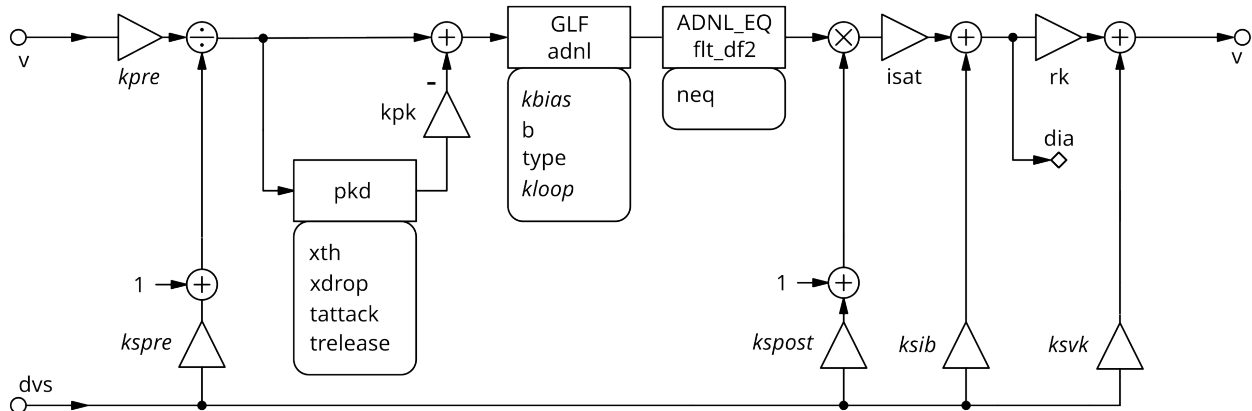 GLF
adnl
ADNL_EQ
flt_df2
v
kpre
÷
+
×
isat
+
rk
+
v
-
kpk
kbias
b
type
kloop
neq
dia
pkd
xth
xdrop
tattack
trelease
1
+
1
+
kspre
kspost
ksib
ksvk
dvs